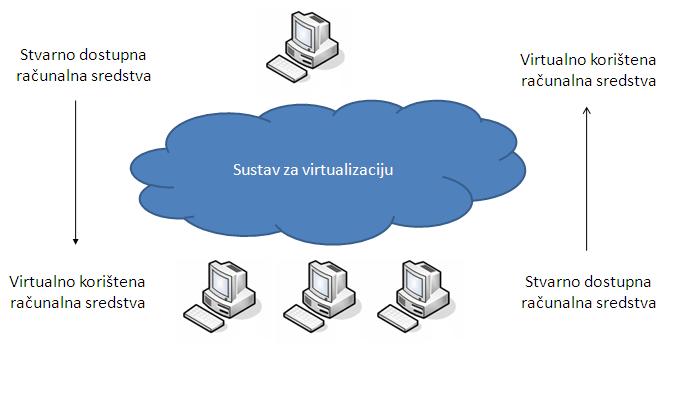 Stvarno dostupna
računalna sredstva
Virtualno korištena
računalna sredstva
Sustav za virtualizaciju
Virtualno korištena
računalna sredstva
Stvarno dostupna
računalna sredstva